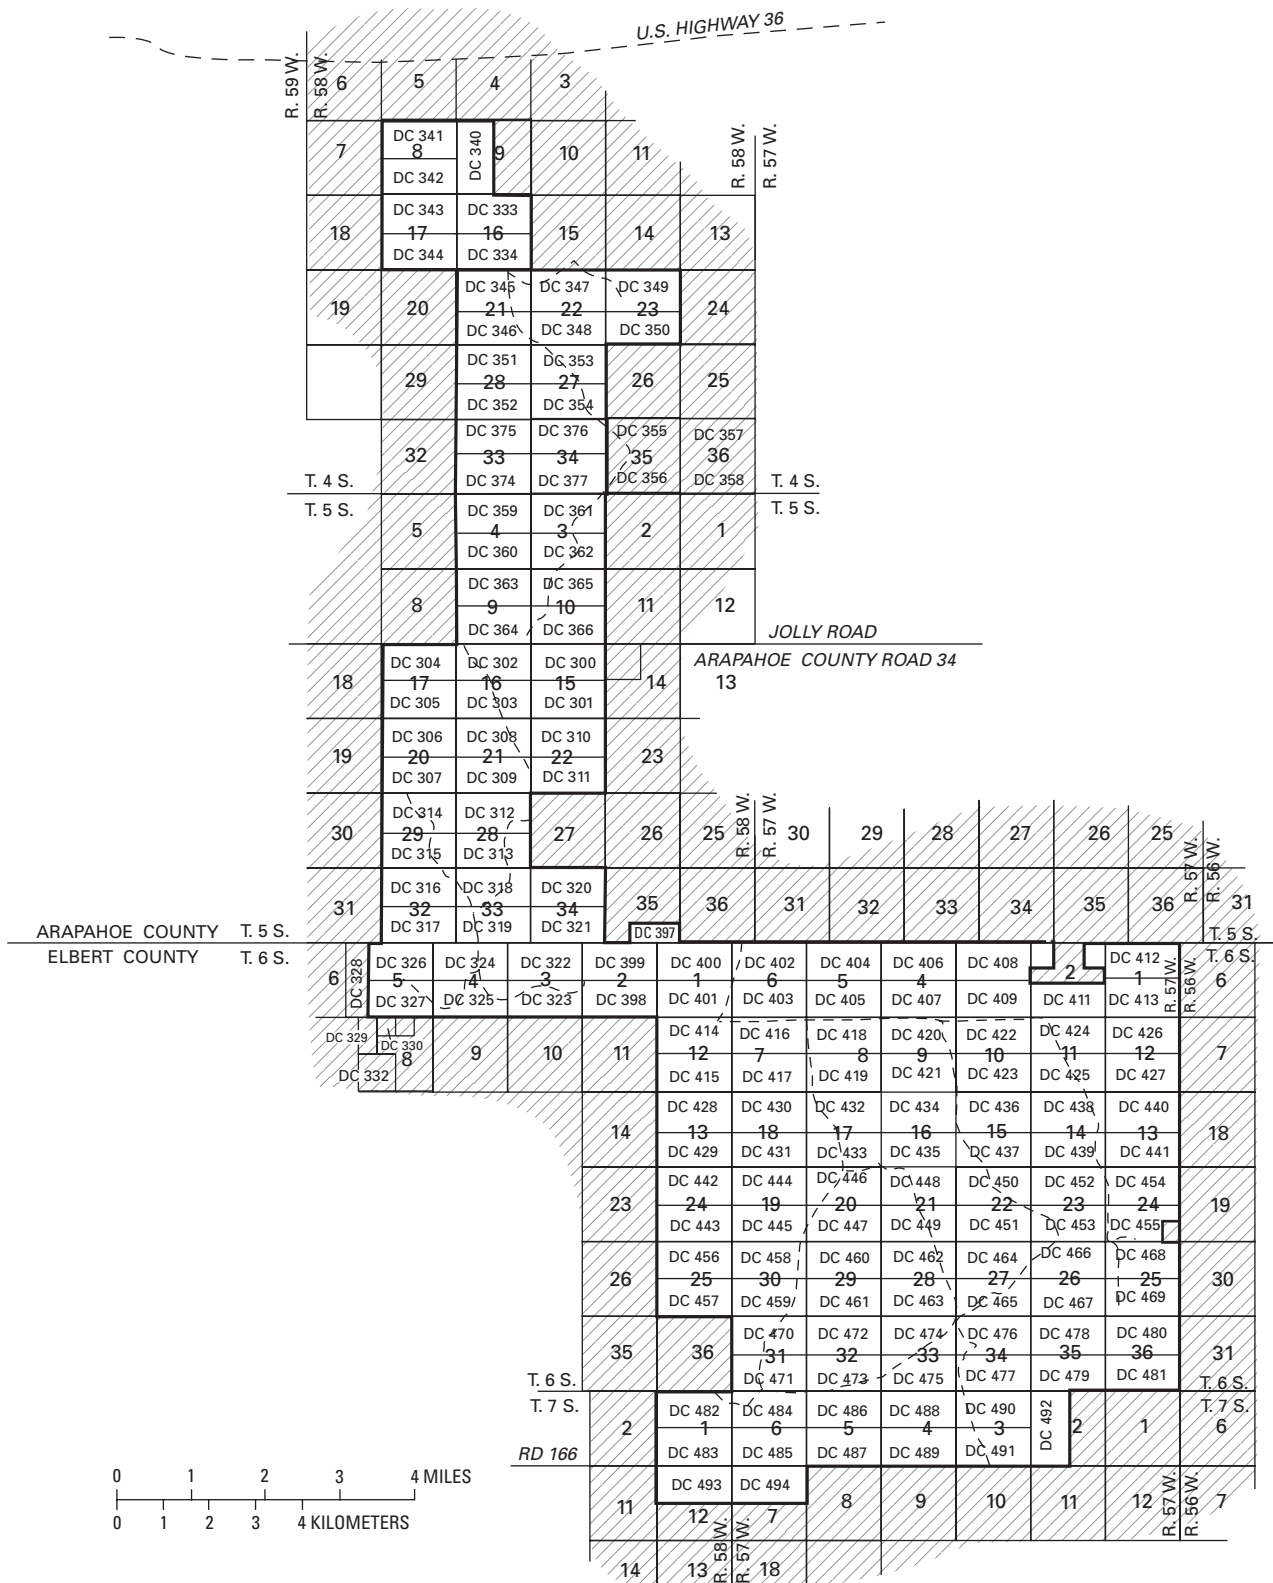 U.S. HIGHWAY 36
R. 59 W.
R. 58 W.
6 5 4 3
DC 341 DC 340
7 8 9 10 11
DC 342
R. 58 W.
R. 57 W.
DC 343 DC 333
18 17 16 15 14 13
DC 344 DC 334
DC 345 DC 347 DC 349
19 20 21 22 23 24
DC 346 DC 348 DC 350
DC 351 DC 353
29 28 27 26 25
DC 352 DC 354
DC 375 DC 376 DC 355 DC 357
32 33 34 35 36
DC 374 DC 377 DC 356 DC 358
T. 4 S. T. 4 S.
T. 5 S. T. 5 S.
DC 359 DC 361
5 4 3 2 1
DC 360 DC 362
DC 363 DC 365
8 9 10 11 12
DC 364 DC 366
JOLLY ROAD
ARAPAHOE COUNTY ROAD 34
DC 304 DC 302 DC 300
18 17 16 15 14 13
DC 305 DC 303 DC 301
DC 306 DC 308 DC 310
19 20 21 22 23
DC 307 DC 309 DC 311
DC 314 DC 312
30 29 28 27 26 25
R. 58 W.
R. 57 W.
30 29 28 27 26 25
DC 315 DC 313
R. 57 W.
R. 56 W.
DC 316 DC 318 DC 320
31 32 33 34 35 36 31 32 33 34 35 36 31
DC 317 DC 319 DC 321 DC 397
ARAPAHOE COUNTY T. 5 S. T. 5 S.
ELBERT COUNTY T. 6 S. T. 6 S.
DC 328 DC 326 DC 324 DC 322 DC 399 DC 400 DC 402 DC 404 DC 406 DC 408 DC 412
6 5 4 3 2 1 6 5 4 3 2 1 6
DC 327 DC 325 DC 323 DC 398 DC 401 DC 403 DC 405 DC 407 DC 409 DC 411 DC 413
R. 57 W.
R. 56 W.
DC 329 DC 330 DC 414 DC 416 DC 418 DC 420 DC 422 DC 424 DC 426
8 9 10 11 12 7 8 9 10 11 12 7
DC 332 DC 415 DC 417 DC 419 DC 421 DC 423 DC 425 DC 427
DC 428 DC 430 DC 432 DC 434 DC 436 DC 438 DC 440
14 13 18 17 16 15 14 13 18
DC 429 DC 431 DC 433 DC 435 DC 437 DC 439 DC 441
DC 442 DC 444 DC 446 DC 448 DC 450 DC 452 DC 454
23 24 19 20 21 22 23 24 19
DC 443 DC 445 DC 447 DC 449 DC 451 DC 453 DC 455
DC 456 DC 458 DC 460 DC 462 DC 464 DC 466 DC 468
26 25 30 29 28 27 26 25 30
DC 457 DC 459 DC 461 DC 463 DC 465 DC 467 DC 469
DC 470 DC 472 DC 474 DC 476 DC 478 DC 480
35 36 31 32 33 34 35 36 31
DC 471 DC 473 DC 475 DC 477 DC 479 DC 481
T. 6 S. T. 6 S.
T. 7 S. T. 7 S.
DC 482 DC 484 DC 486 DC 488 DC 490 DC 492
2 1 6 5 4 3 2 1 6
DC 483 DC 485 DC 487 DC 489 DC 491
RD 166
DC 493 DC 494
11 12 7 8 9 10 11 12 7
R. 57 W.
R. 56 W.
R. 58 W.
R. 57 W.
14 13 18
0 1 2 3 4 MILES
0 1 2 3 4 KILOMETERS